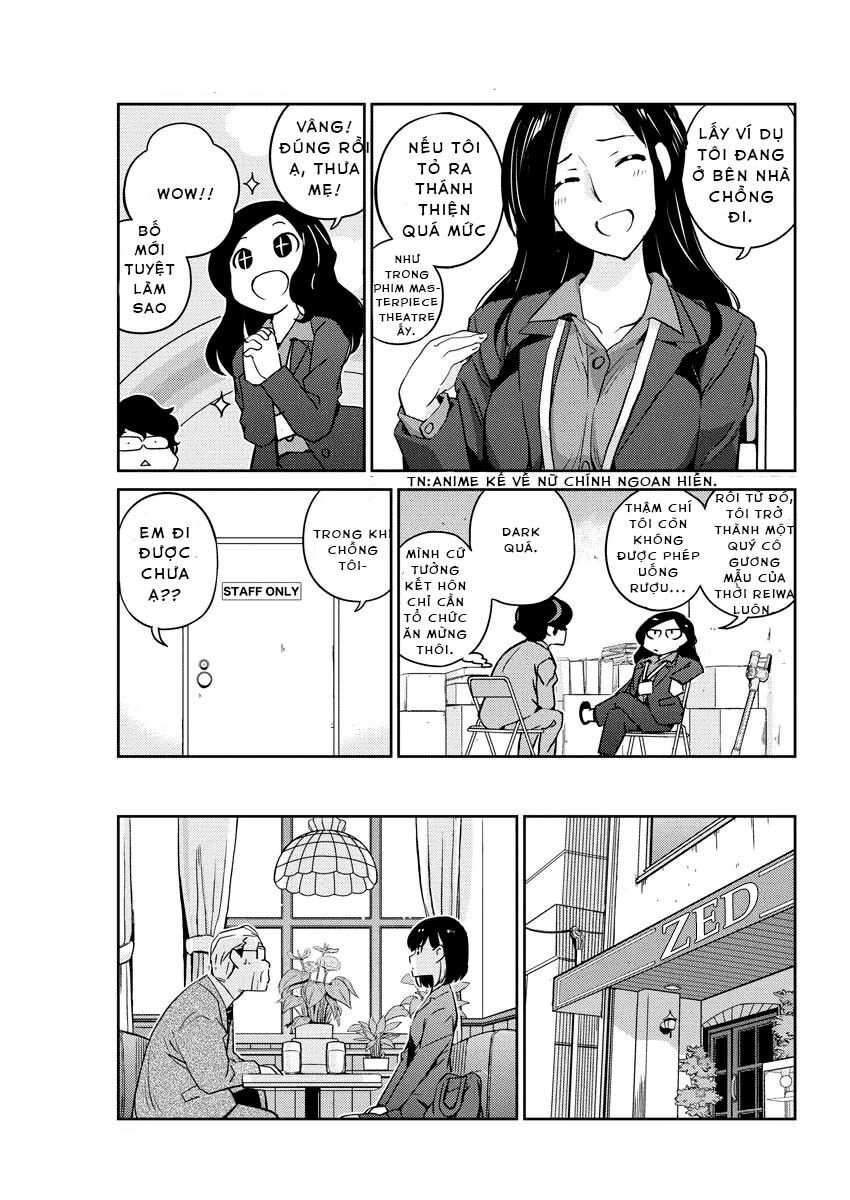 LẤY VÍ DỤ
TÔI ĐANG
Ở BÊN NHÀ
CHỒNG
ĐI.
NẾU TÔI
TỎ RA
THÁNH
THIỆN
QUÁ MỨC
NHƯ
TRONG
PHIM MAS-
TERPIECE
THEATRE
ẤY.
VÂNG!
ĐÚNG RỒI
Ạ, THƯA
MẸ!
WOW!!
BỐ
MỚI
TUYỆT
LÀM
SAO
TN:ANIME KỂ VỀ NỮ CHÍNH NGOAN HIỀN.
RỒI TỪ ĐÓ,
TÔI TRỞ
THÀNH MỘT
QUÝ CÔ
GƯƠNG
MẪU CỦA
THỜI REIWA
LUÔN.
THẬM CHÍ
TÔI CÒN
KHÔNG
ĐƯỢC PHÉP
UỐNG
RƯỢU...
DARK
QUÁ.
MÌNH CỨ
TƯỞNG
KẾT HÔN
CHỈ CẦN
TỔ CHỨC
ĂN MỪNG
THÔI.
TRONG KHI
CHỒNG
TÔI-
STAFF ONLY
EM ĐI
ĐƯỢC
CHƯA
Ạ??
ZED